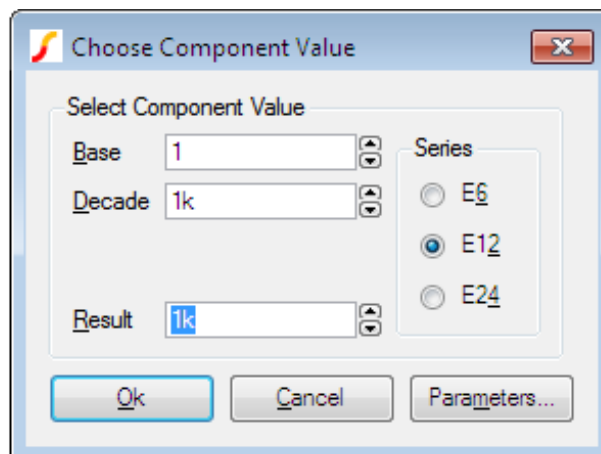 Choose Component Value
Select Component Value
Base 1
Decade 1k
Result 1k
Series
E6
E12
E24
Ok Cancel Parameters...